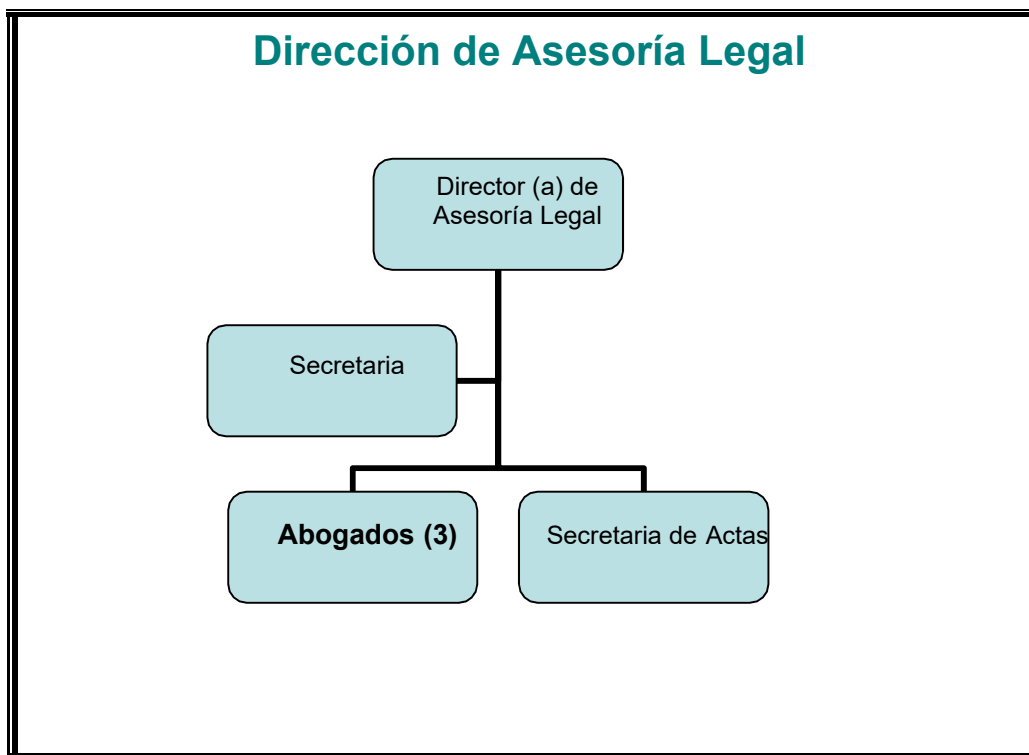 Dirección de Asesoría Legal
Director (a) de
Asesoría Legal
Secretaria
Abogados (3)
Secretaria de Actas